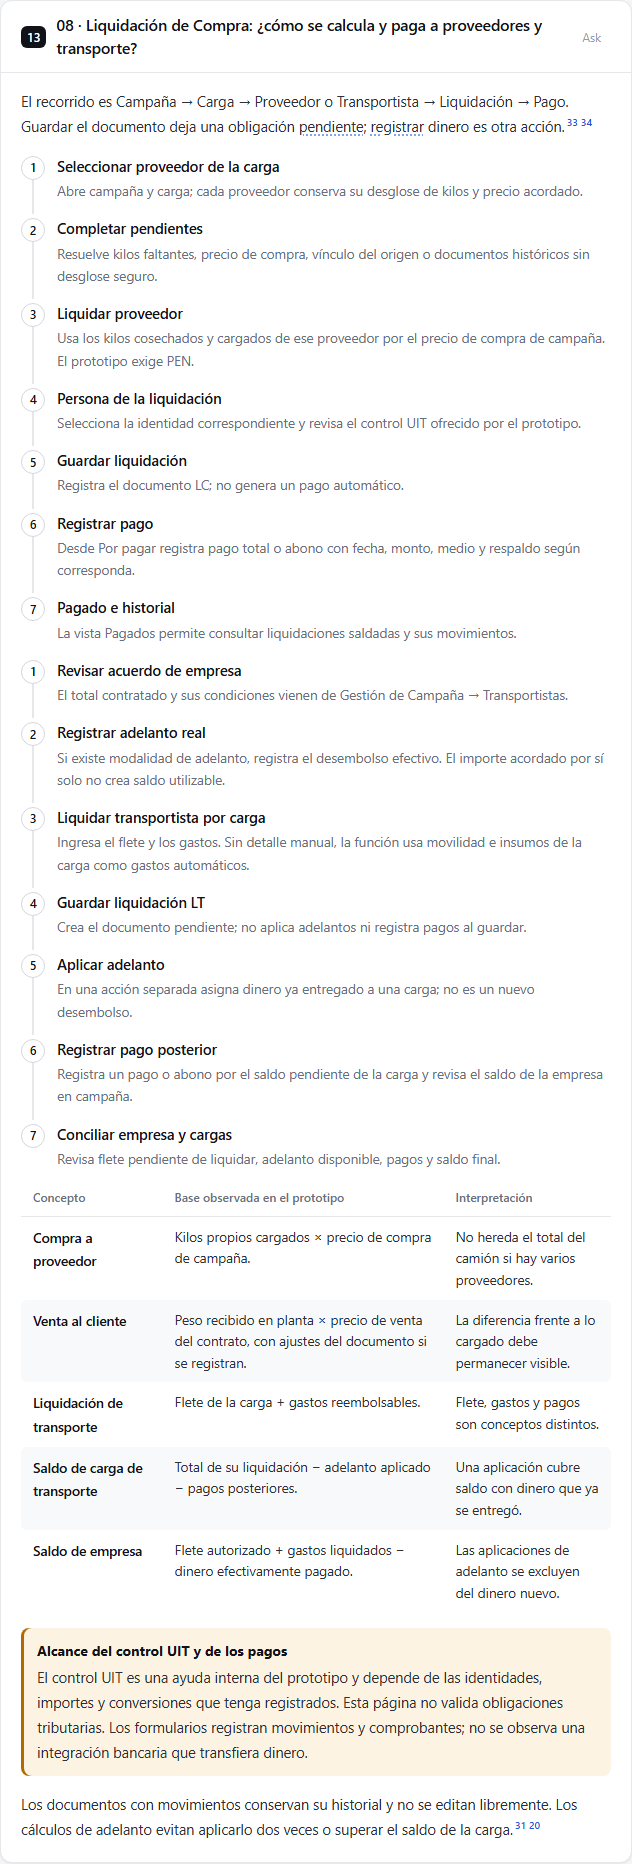 13
08 · Liquidación de Compra: ¿cómo se calcula y paga a proveedores y
transporte?
Ask
El recorrido es Campaña → Carga → Proveedor o Transportista → Liquidación → Pago.
Guardar el documento deja una obligación pendiente; registrar dinero es otra acción. 33 34
1
Seleccionar proveedor de la carga
Abre campaña y carga; cada proveedor conserva su desglose de kilos y precio acordado.
2
Completar pendientes
Resuelve kilos faltantes, precio de compra, vínculo del origen o documentos históricos sin
desglose seguro.
3
Liquidar proveedor
Usa los kilos cosechados y cargados de ese proveedor por el precio de compra de campaña.
El prototipo exige PEN.
4
Persona de la liquidación
Selecciona la identidad correspondiente y revisa el control UIT ofrecido por el prototipo.
5
Guardar liquidación
Registra el documento LC; no genera un pago automático.
6
Registrar pago
Desde Por pagar registra pago total o abono con fecha, monto, medio y respaldo según
corresponda.
7
Pagado e historial
La vista Pagados permite consultar liquidaciones saldadas y sus movimientos.
1
Revisar acuerdo de empresa
El total contratado y sus condiciones vienen de Gestión de Campaña → Transportistas.
2
Registrar adelanto real
Si existe modalidad de adelanto, registra el desembolso efectivo. El importe acordado por sí
solo no crea saldo utilizable.
3
Liquidar transportista por carga
Ingresa el flete y los gastos. Sin detalle manual, la función usa movilidad e insumos de la
carga como gastos automáticos.
4
Guardar liquidación LT
Crea el documento pendiente; no aplica adelantos ni registra pagos al guardar.
5
Aplicar adelanto
En una acción separada asigna dinero ya entregado a una carga; no es un nuevo
desembolso.
6
Registrar pago posterior
Registra un pago o abono por el saldo pendiente de la carga y revisa el saldo de la empresa
en campaña.
7
Conciliar empresa y cargas
Revisa flete pendiente de liquidar, adelanto disponible, pagos y saldo final.
Concepto
Base observada en el prototipo
Interpretación
Compra a
proveedor
Kilos propios cargados × precio de compra
de campaña.
No hereda el total del
camión si hay varios
proveedores.
Venta al cliente
Peso recibido en planta × precio de venta
del contrato, con ajustes del documento si
se registran.
La diferencia frente a lo
cargado debe
permanecer visible.
Liquidación de
transporte
Flete de la carga + gastos reembolsables.
Flete, gastos y pagos
son conceptos distintos.
Saldo de carga de
transporte
Total de su liquidación − adelanto aplicado
− pagos posteriores.
Una aplicación cubre
saldo con dinero que ya
se entregó.
Saldo de empresa
Flete autorizado + gastos liquidados −
dinero efectivamente pagado.
Las aplicaciones de
adelanto se excluyen
del dinero nuevo.
Alcance del control UIT y de los pagos
El control UIT es una ayuda interna del prototipo y depende de las identidades,
importes y conversiones que tenga registrados. Esta página no valida obligaciones
tributarias. Los formularios registran movimientos y comprobantes; no se observa una
integración bancaria que transfiera dinero.
Los documentos con movimientos conservan su historial y no se editan libremente. Los
cálculos de adelanto evitan aplicarlo dos veces o superar el saldo de la carga. 31 20